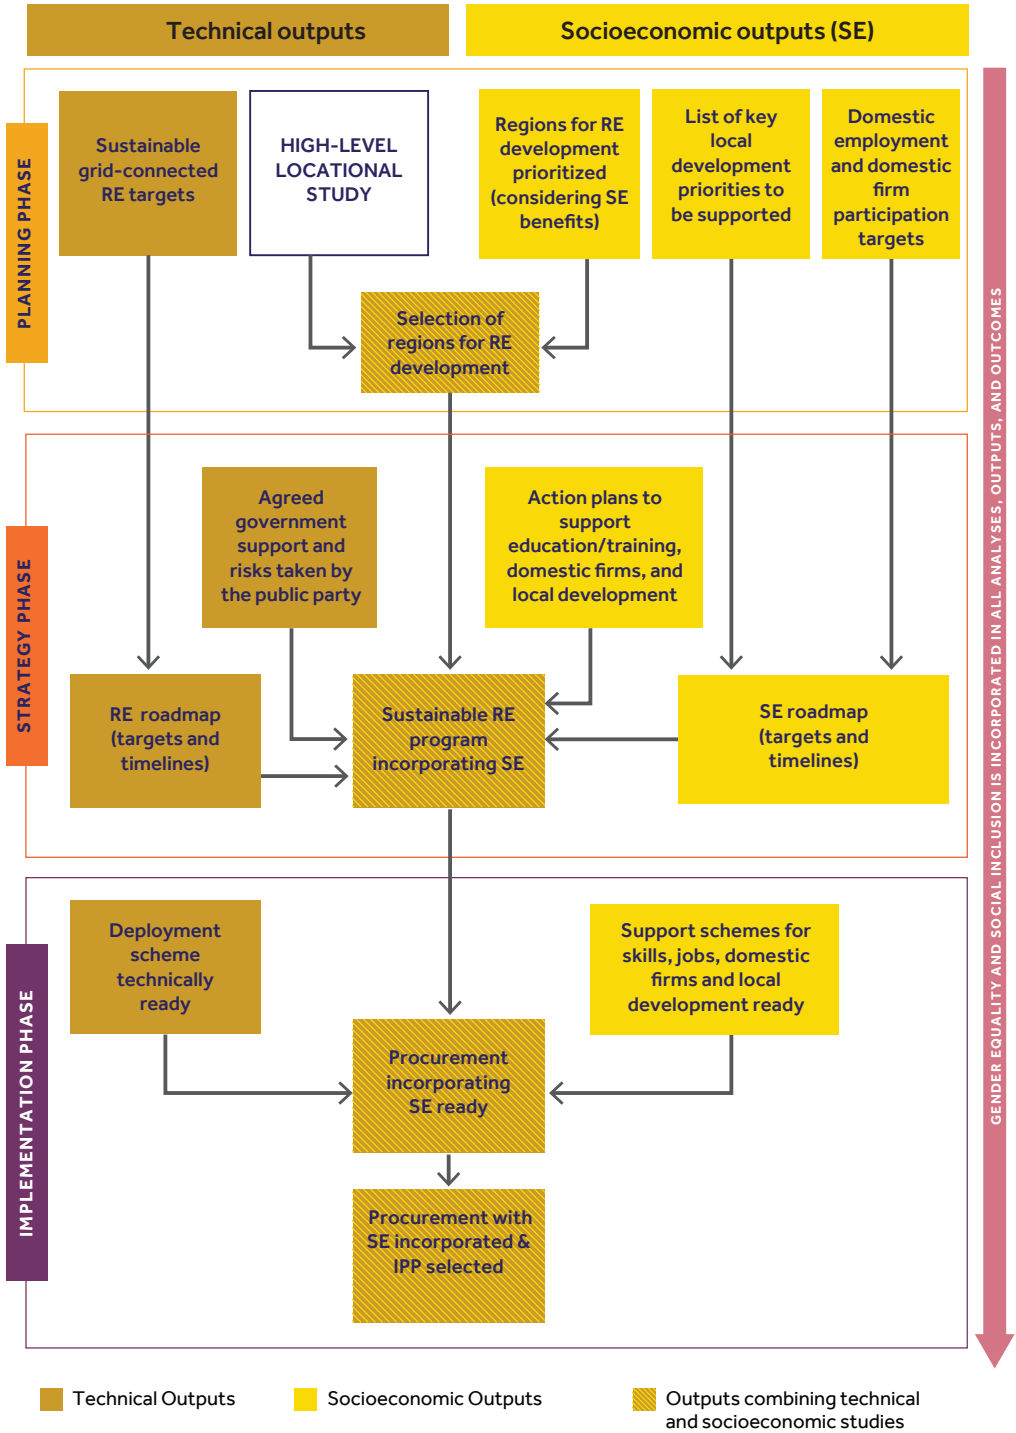 Technical outputs
Socioeconomic outputs (SE)
PLANNING PHASE
Sustainable
grid-connected
RE targets
HIGH-LEVEL
LOCATIONAL
STUDY
Regions for RE
development
prioritized
(considering SE
benefits)
List of key
local
development
priorities to
be supported
Domestic
employment
and domestic
firm
participation
targets
Selection of
regions for RE
development
STRATEGY PHASE
Agreed
government
support and
risks taken by
the public party
Action plans to
support
education/training,
domestic firms, and
local development
RE roadmap
(targets and
timelines)
Sustainable RE
program
incorporating SE
SE roadmap
(targets and
timelines)
IMPLEMENTATION PHASE
Deployment
scheme
technically
ready
Support schemes for
skills, jobs, domestic
firms and local
development ready
Procurement
incorporating
SE ready
Procurement with
SE incorporated &
IPP selected
GENDER EQUALITY AND SOCIAL INCLUSION IS INCORPORATED IN ALL ANALYSES, OUTPUTS, AND OUTCOMES
Technical Outputs
Socioeconomic Outputs
Outputs combining technical
and socioeconomic studies